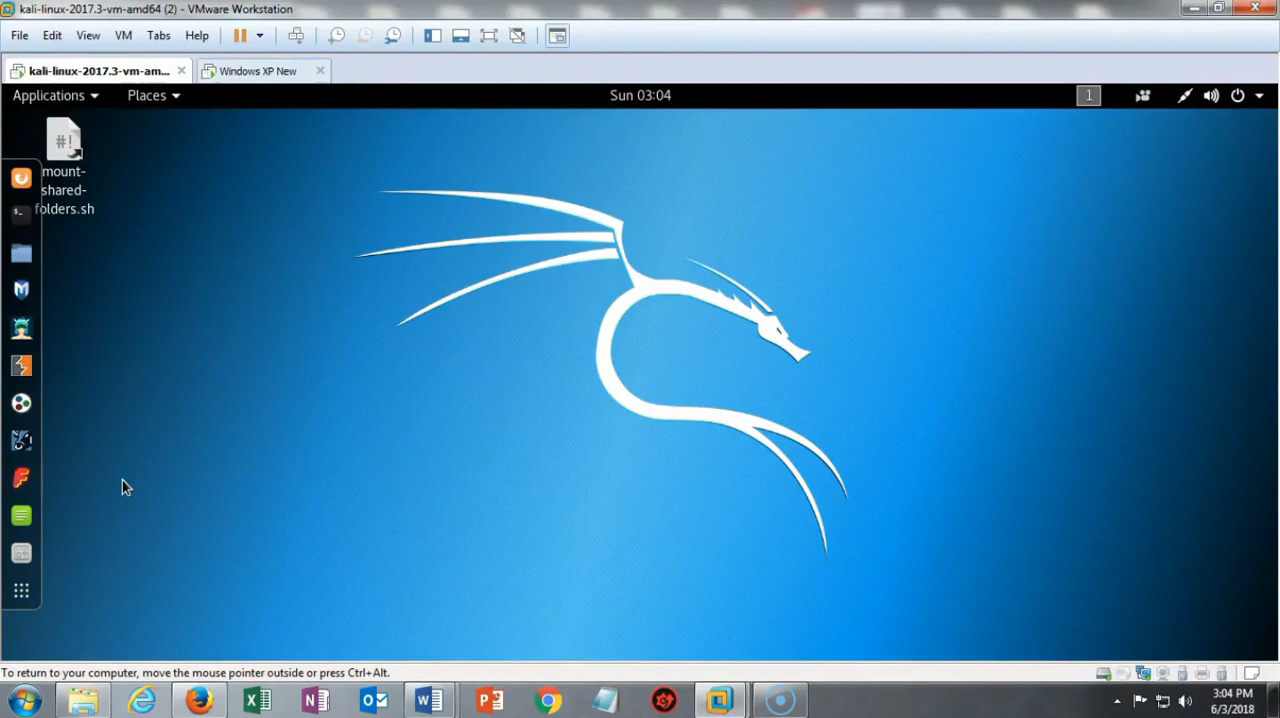 kali-linux-2017.3-vm-amd64 (2) - VMware Workstation
File Edit View VM Tabs Help
kali-linux-2017.3-vm-am... Windows XP New
Applications Places Sun 03:04 1
#!
mount-
shared-
folders.sh
To return to your computer, move the mouse pointer outside or press Ctrl+Alt.
3:04 PM
6/3/2018